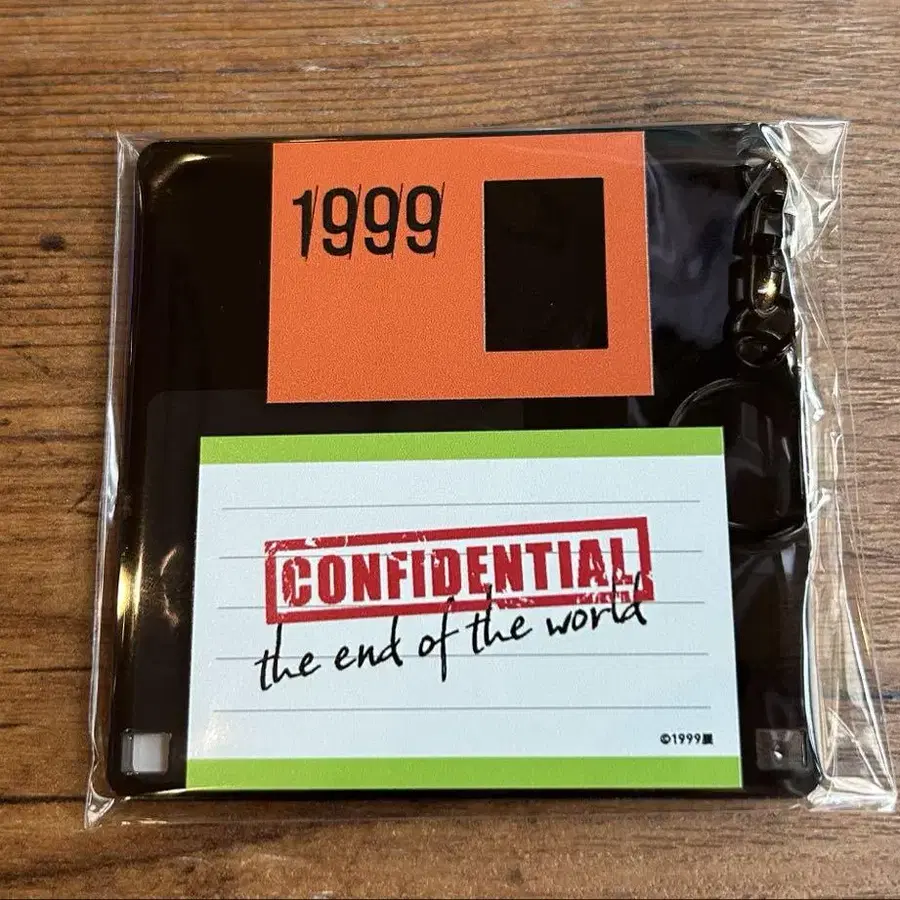 1999
CONFIDENTIAL
the end of the world
©1999展